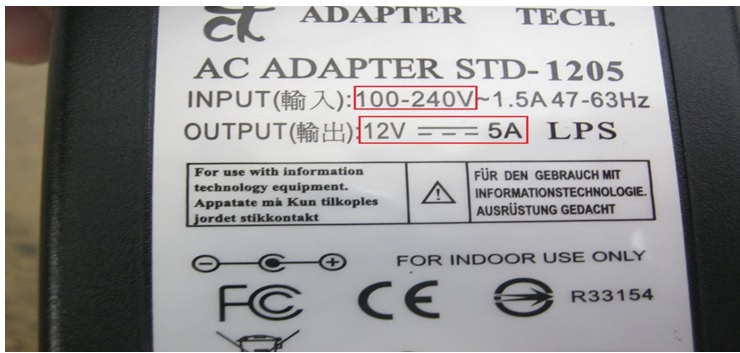 ADAPTER TECH.
AC ADAPTER STD-1205
INPUT(輸入):100-240V~1.5A 47-63Hz
OUTPUT(輸出):12V ⎓ 5A LPS
For use with information
technology equipment.
Appatate må Kun tilkoples
jordet stikkontakt
FÜR DEN GEBRAUCH MIT
INFORMATIONSTECHNOLOGIE.
AUSRÜSTUNG GEDACHT
FOR INDOOR USE ONLY
FC CE R33154